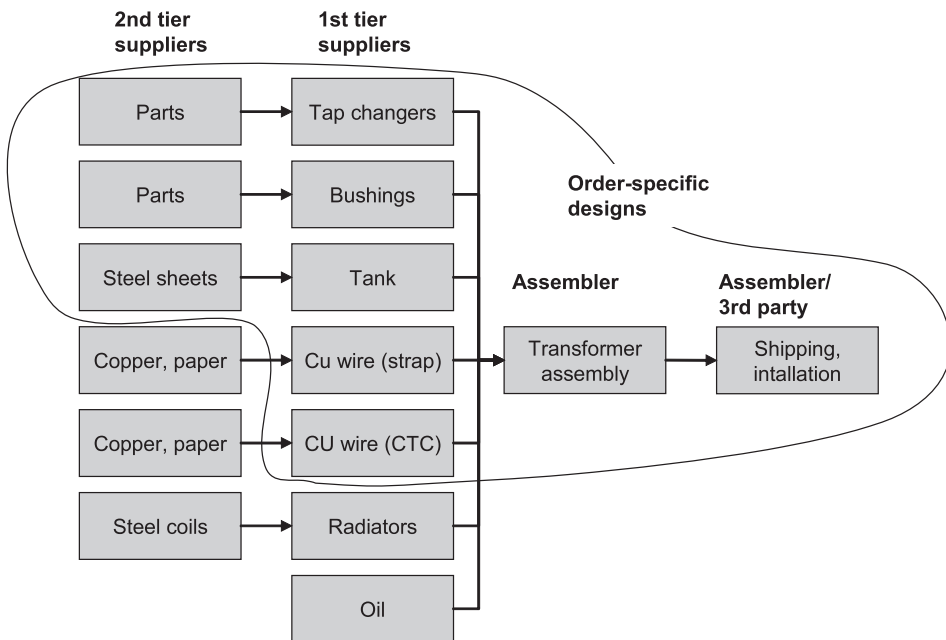 2nd tier
suppliers
1st tier
suppliers
Parts
Tap changers
Parts
Bushings
Order-specific
designs
Steel sheets
Tank
Assembler
Assembler/
3rd party
Copper, paper
Cu wire (strap)
Transformer
assembly
Shipping,
intallation
Copper, paper
CU wire (CTC)
Steel coils
Radiators
Oil